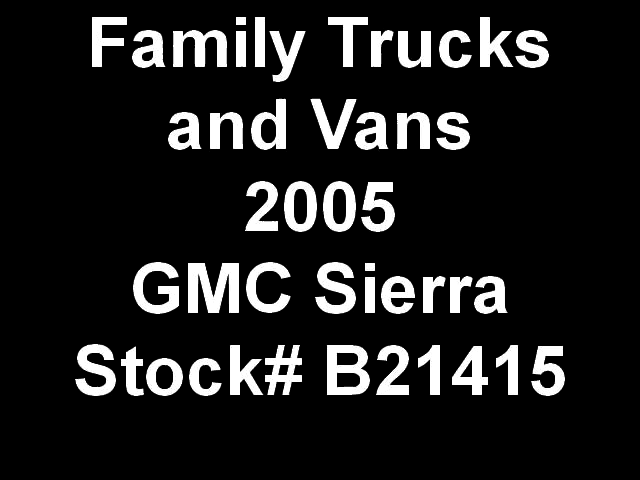 Family Trucks
and Vans
2005
GMC Sierra
Stock# B21415